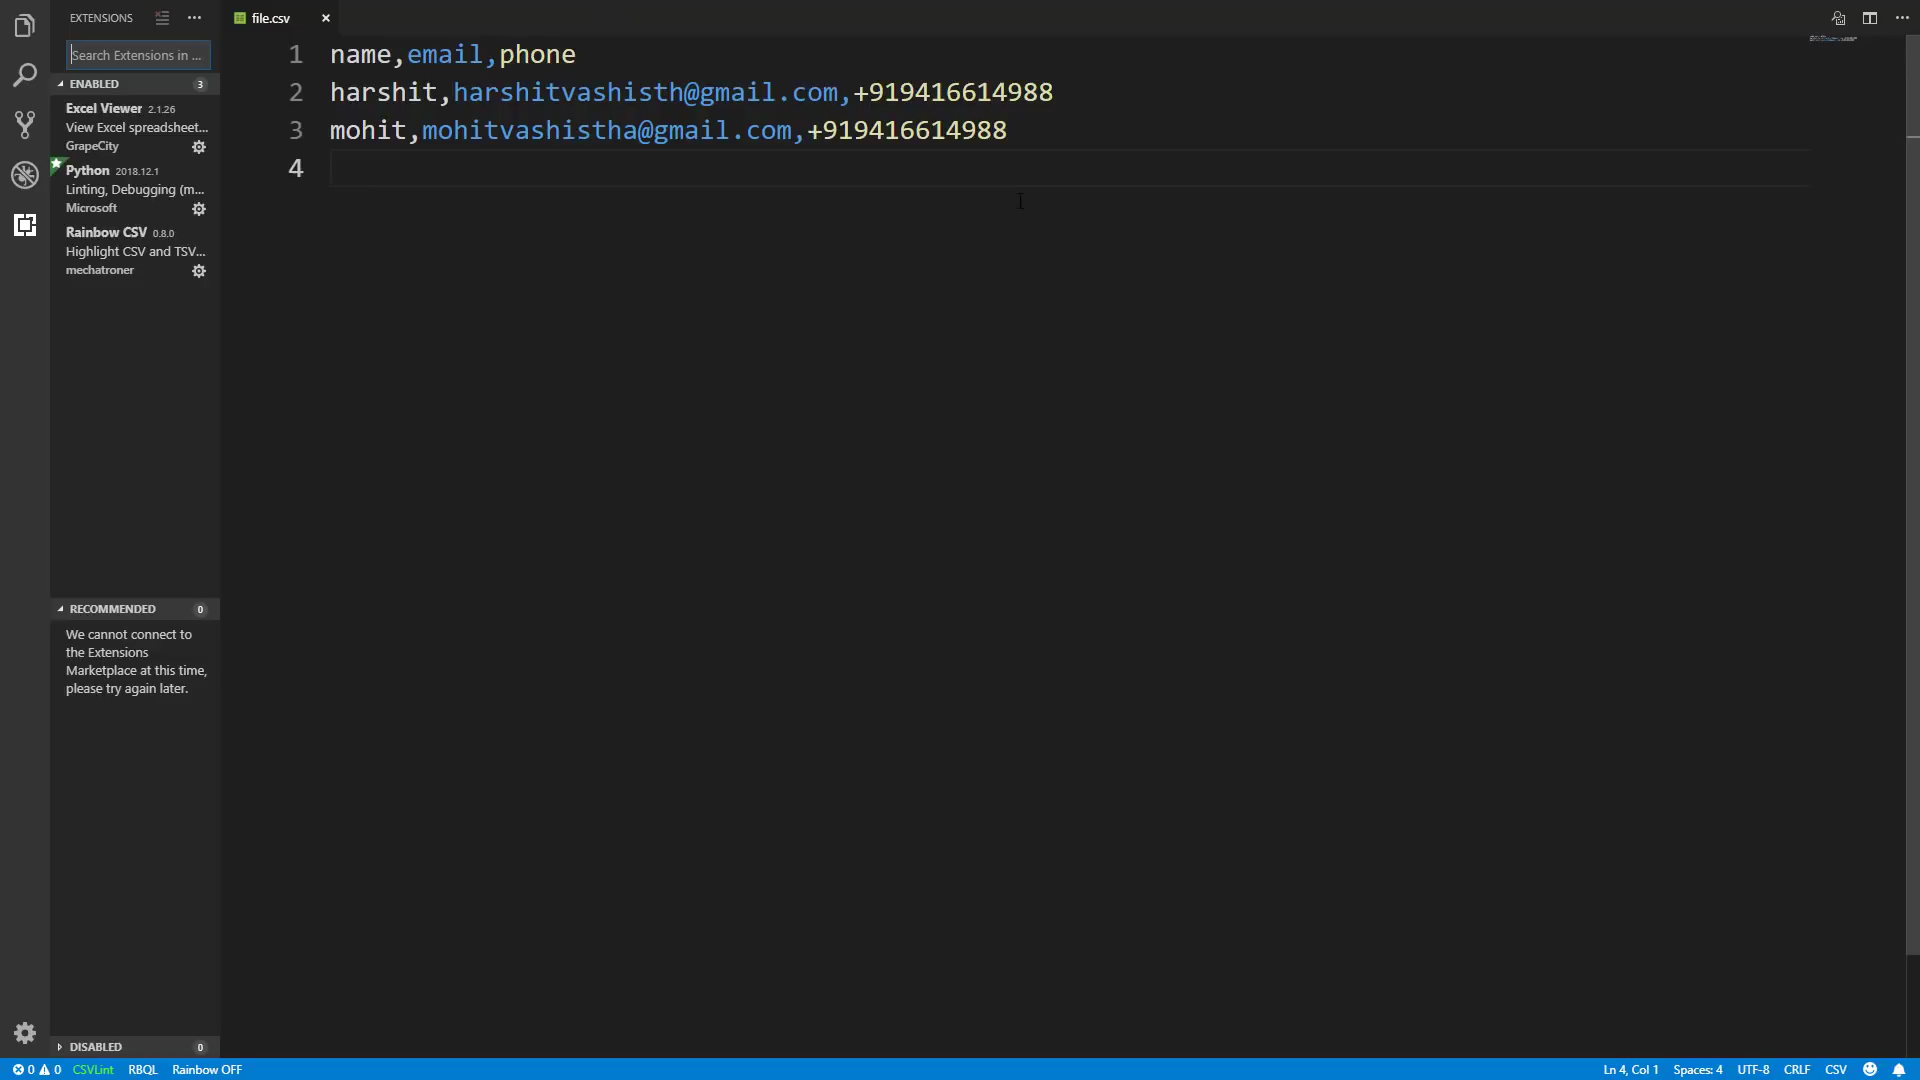 EXTENSIONS
Search Extensions in ...
ENABLED 3
Excel Viewer 2.1.26
View Excel spreadsheet...
GrapeCity
Python 2018.12.1
Linting, Debugging (m...
Microsoft
Rainbow CSV 0.8.0
Highlight CSV and TSV...
mechatroner
RECOMMENDED 0
We cannot connect to
the Extensions
Marketplace at this time,
please try again later.
DISABLED 0
file.csv
1 name,email,phone
2 harshit,harshitvashisth@gmail.com,+919416614988
3 mohit,mohitvashistha@gmail.com,+919416614988
4
0 0 CSVLint RBQL Rainbow OFF
Ln 4, Col 1 Spaces: 4 UTF-8 CRLF CSV